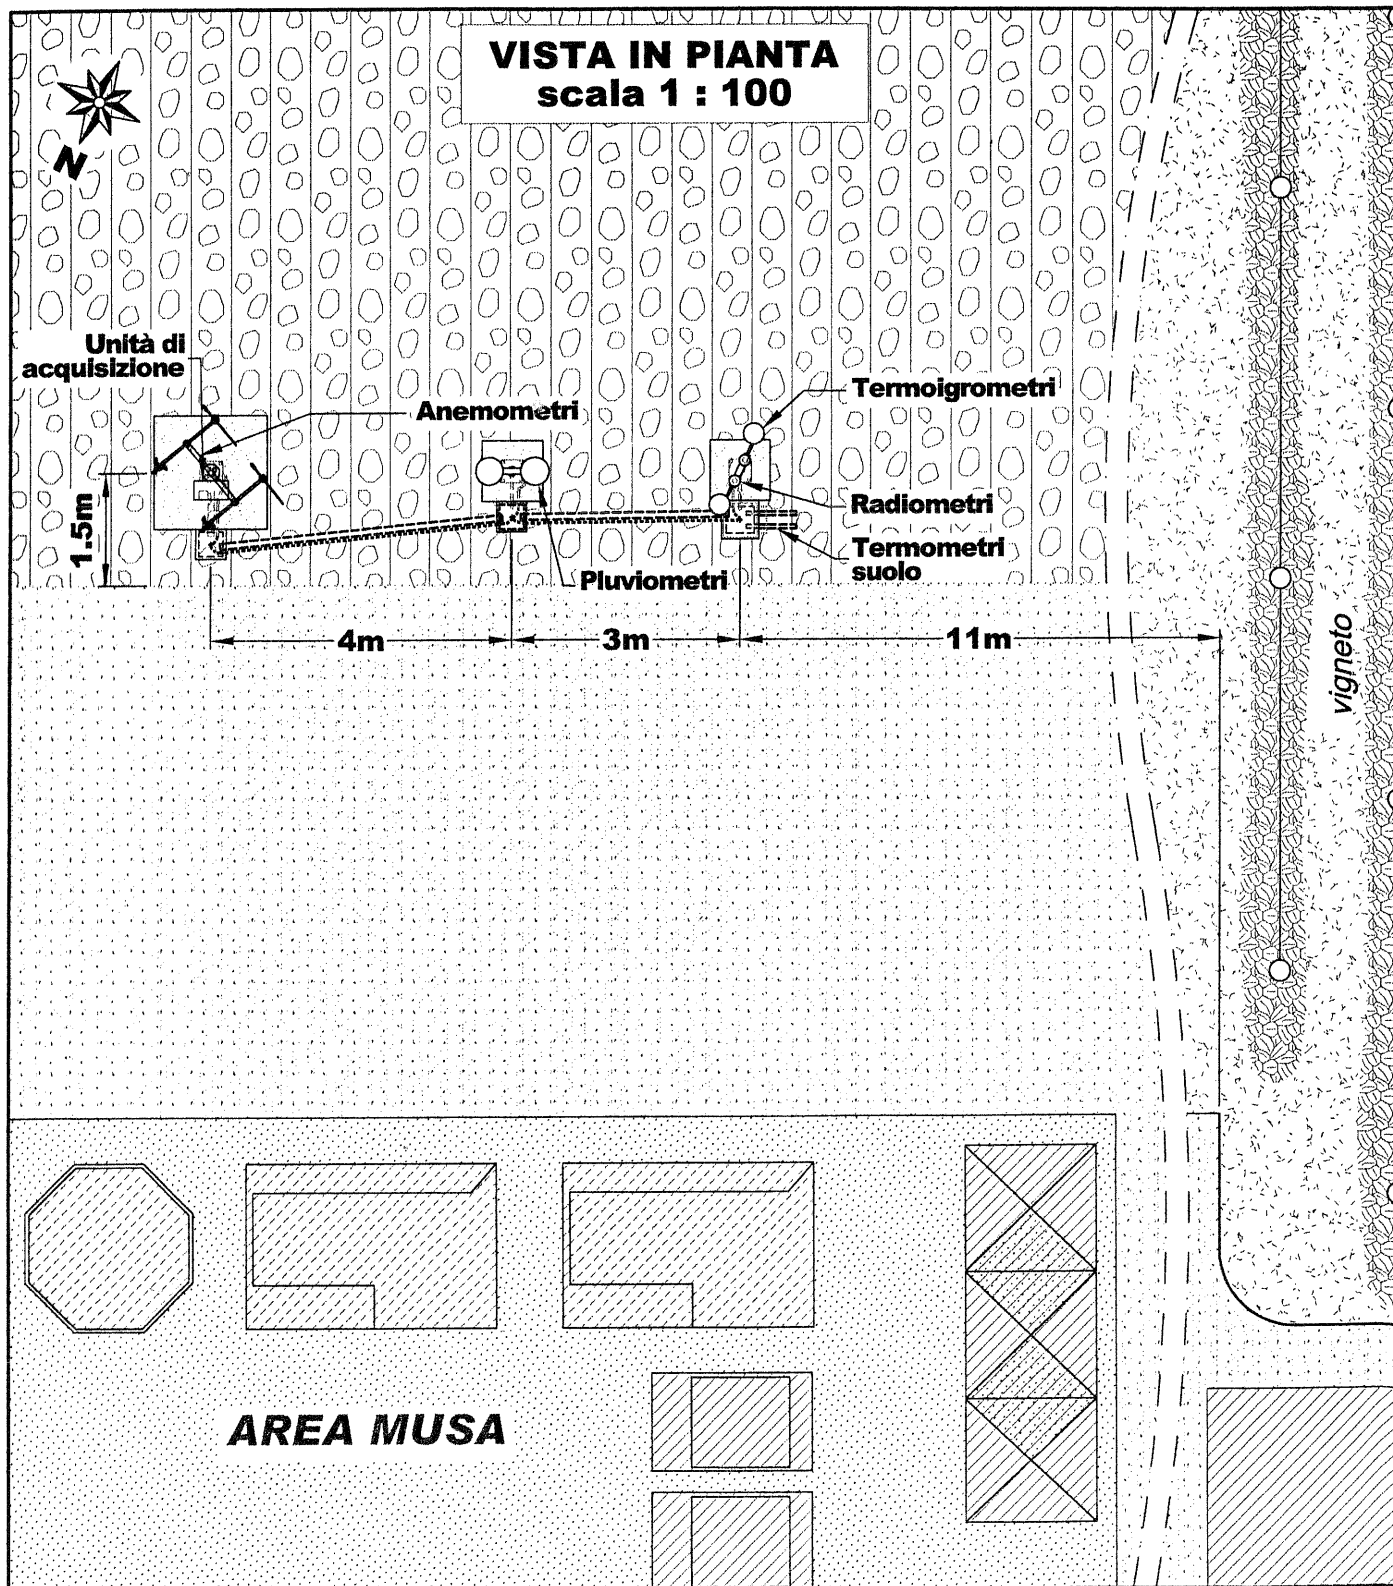 VISTA IN PIANTA
scala 1 : 100
N
Unità di
acquisizione
Anemometri
Termoigrometri
1.5m
Radiometri
Termometri
suolo
Pluviometri
4m
3m
11m
vigneto
AREA MUSA